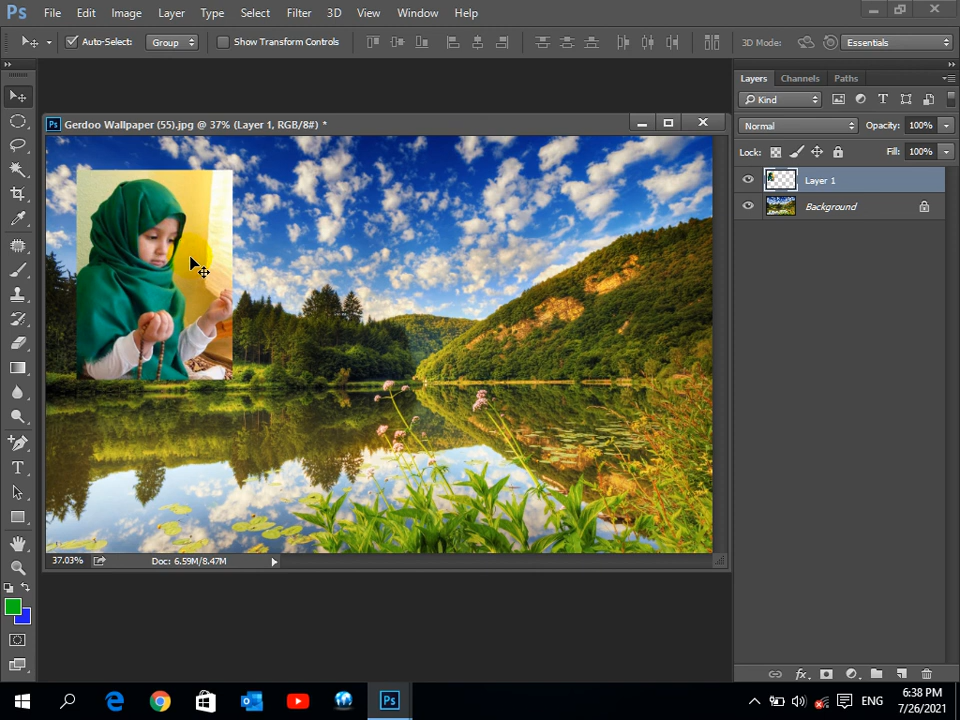 Ps File Edit Image Layer Type Select Filter 3D View Window Help
Auto-Select: Group Show Transform Controls 3D Mode: Essentials
Layers Channels Paths
Kind
Normal Opacity: 100%
Lock: Fill: 100%
Layer 1
Background
Ps Gerdoo Wallpaper (55).jpg @ 37% (Layer 1, RGB/8#) *
37.03% Doc: 6.59M/8.47M
fx
Ps ENG
6:38 PM
7/26/2021